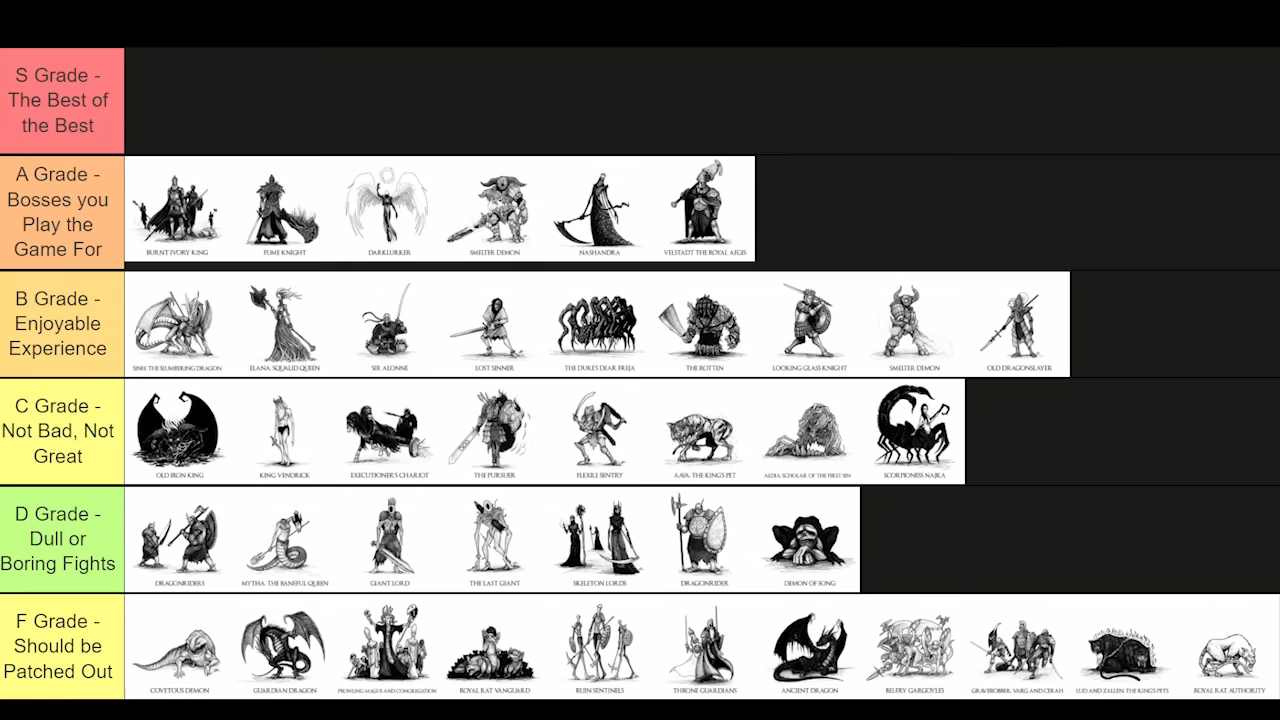 S Grade -
The Best of
the Best
A Grade -
Bosses you
Play the
Game For
BURNT IVORY KING
FUME KNIGHT
DARKLURKER
SMELTER DEMON
NASHANDRA
VELSTADT THE ROYAL AEGIS
B Grade -
Enjoyable
Experience
SINH, THE SLUMBERING DRAGON
ELANA, SQUALID QUEEN
SIR ALONNE
LOST SINNER
THE DUKE'S DEAR FREJA
THE ROTTEN
LOOKING GLASS KNIGHT
SMELTER DEMON
OLD DRAGONSLAYER
C Grade -
Not Bad, Not
Great
OLD IRON KING
KING VENDRICK
EXECUTIONER'S CHARIOT
THE PURSUER
FLEXILE SENTRY
AAVA, THE KING'S PET
ALDIA, SCHOLAR OF THE FIRST SIN
SCORPIONESS NAJKA
D Grade -
Dull or
Boring Fights
DRAGONRIDERS
MYTHA, THE BANEFUL QUEEN
GIANT LORD
THE LAST GIANT
SKELETON LORDS
DRAGONRIDER
DEMON OF SONG
F Grade -
Should be
Patched Out
COVETOUS DEMON
GUARDIAN DRAGON
PROWLING MAGUS AND CONGREGATION
ROYAL RAT VANGUARD
RUIN SENTINELS
THRONE GUARDIANS
ANCIENT DRAGON
BELFRY GARGOYLES
GRAVEROBBER, VARG AND CERAH
LUD AND ZALLEN, THE KING'S PETS
ROYAL RAT AUTHORITY